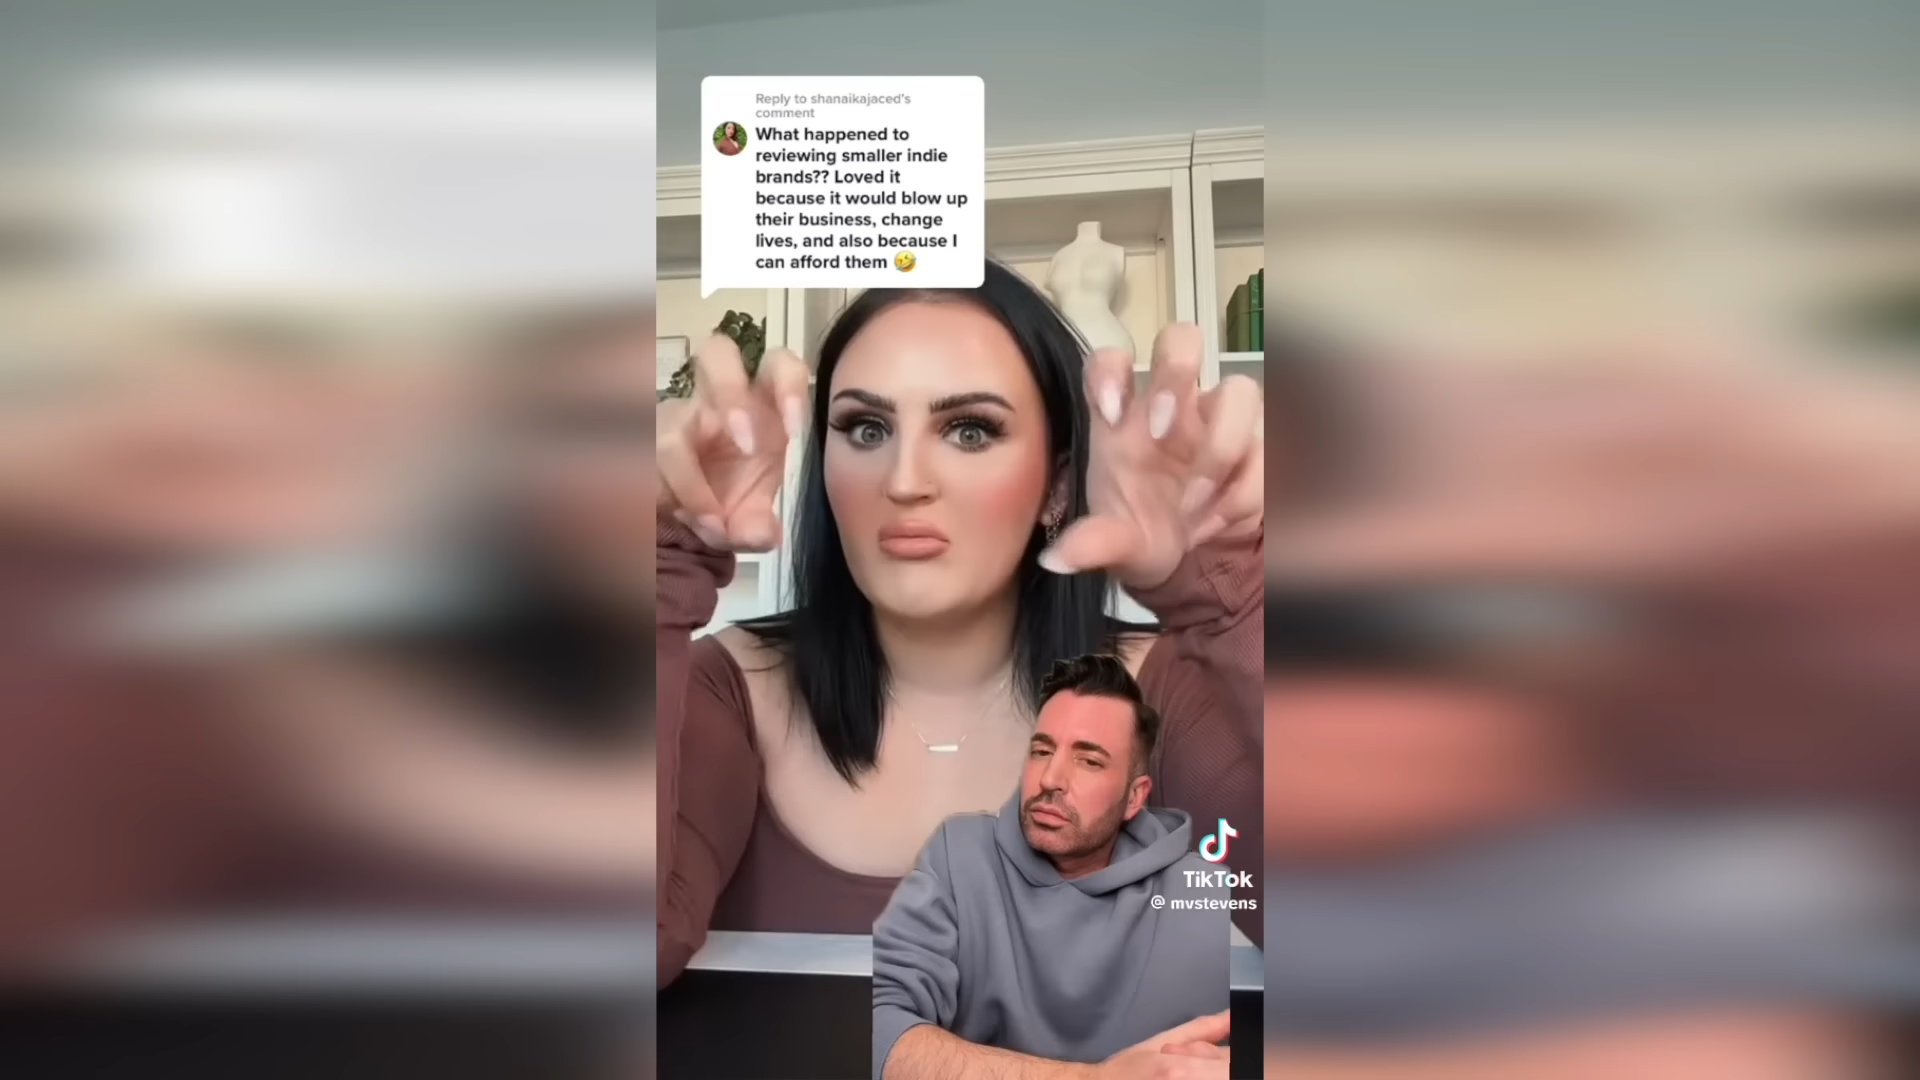 Reply to shanaikajaced's
comment
What happened to
reviewing smaller indie
brands?? Loved it
because it would blow up
their business, change
lives, and also because I
can afford them 🤣
TikTok
@ mvstevens